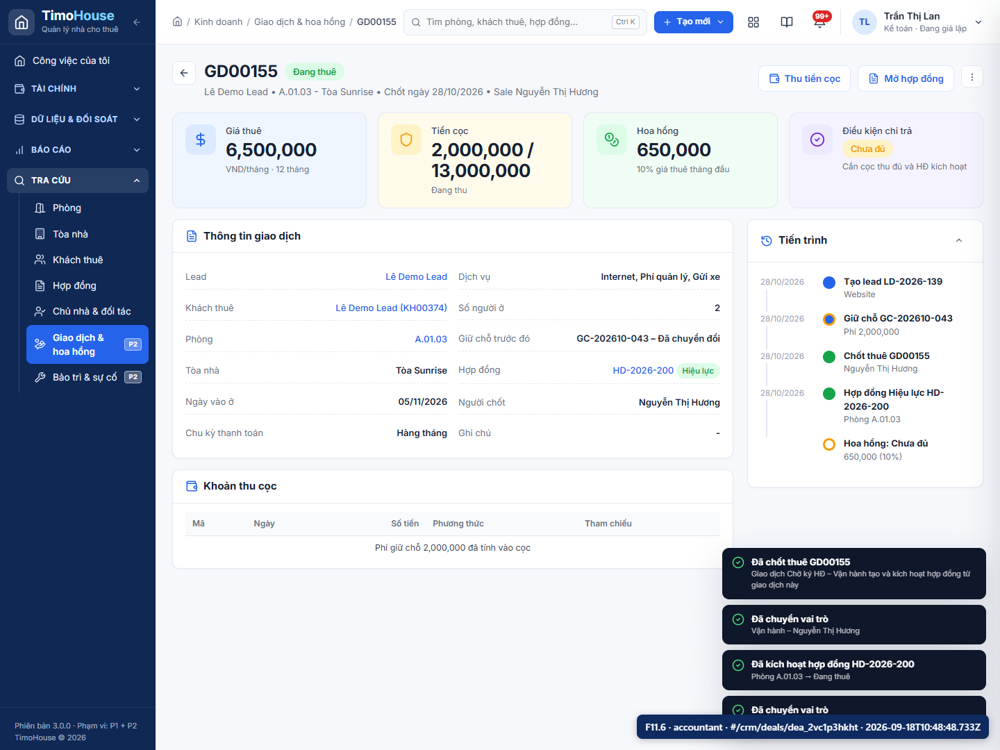 TimoHouse
Quản lý nhà cho thuê
Công việc của tôi
TÀI CHÍNH
DỮ LIỆU & ĐỐI SOÁT
BÁO CÁO
TRA CỨU
Phòng
Tòa nhà
Khách thuê
Hợp đồng
Chủ nhà & đối tác
Giao dịch &
hoa hồng P2
Bảo trì & sự cố P2
Phiên bản 3.0.0 · Phạm vi: P1 + P2
TimoHouse © 2026
/ Kinh doanh / Giao dịch & hoa hồng / GD00155
Tìm phòng, khách thuê, hợp đồng... Ctrl K
Tạo mới
99+
TL
Trần Thị Lan
Kế toán · Đang giả lập
GD00155 Đang thuê
Lê Demo Lead • A.01.03 - Tòa Sunrise • Chốt ngày 28/10/2026 • Sale Nguyễn Thị Hương
Thu tiền cọc
Mở hợp đồng
Giá thuê
6,500,000
VND/tháng · 12 tháng
Tiền cọc
2,000,000 /
13,000,000
Đang thu
Hoa hồng
650,000
10% giá thuê tháng đầu
Điều kiện chi trả
Chưa đủ
Cần cọc thu đủ và HĐ kích hoạt
Thông tin giao dịch
Lead Lê Demo Lead
Khách thuê Lê Demo Lead (KH00374)
Phòng A.01.03
Tòa nhà Tòa Sunrise
Ngày vào ở 05/11/2026
Chu kỳ thanh toán Hàng tháng
Dịch vụ Internet, Phí quản lý, Gửi xe
Số người ở 2
Giữ chỗ trước đó GC-202610-043 – Đã chuyển đổi
Hợp đồng HD-2026-200 Hiệu lực
Người chốt Nguyễn Thị Hương
Ghi chú -
Khoản thu cọc
Mã Ngày Số tiền Phương thức Tham chiếu
Phí giữ chỗ 2,000,000 đã tính vào cọc
Tiến trình
28/10/2026 Tạo lead LD-2026-139
Website
28/10/2026 Giữ chỗ GC-202610-043
Phí 2,000,000
28/10/2026 Chốt thuê GD00155
Nguyễn Thị Hương
28/10/2026 Hợp đồng Hiệu lực HD-
2026-200
Phòng A.01.03
Hoa hồng: Chưa đủ
650,000 (10%)
Đã chốt thuê GD00155
Giao dịch Chờ ký HĐ – Vận hành tạo và kích hoạt hợp đồng từ
giao dịch này
Đã chuyển vai trò
Vận hành – Nguyễn Thị Hương
Đã kích hoạt hợp đồng HD-2026-200
Phòng A.01.03 → Đang thuê
Đã chuyển vai trò
F11.6 · accountant · #/crm/deals/dea_2vc1p3hkht · 2026-09-18T10:48:48.733Z